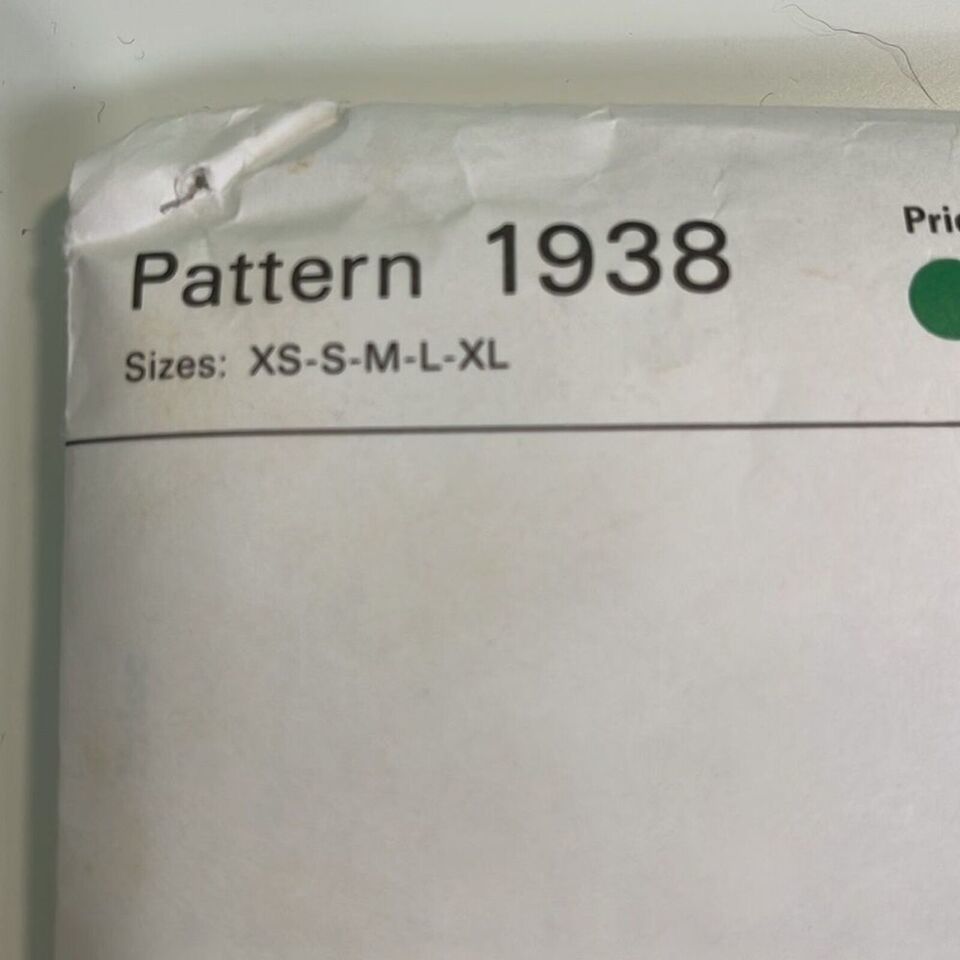 Pattern 1938
Sizes: XS-S-M-L-XL